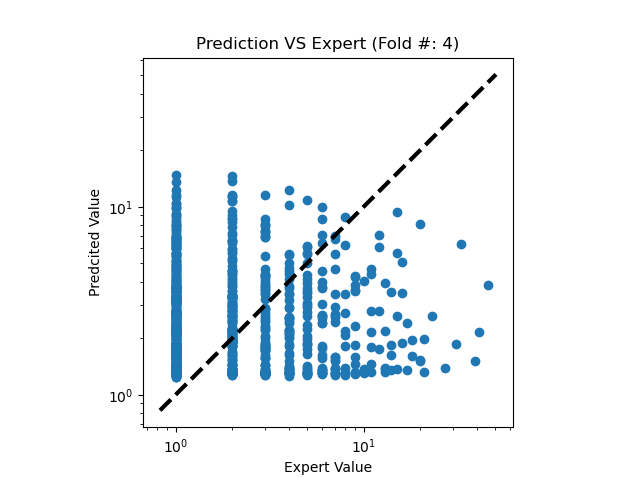 Prediction VS Expert (Fold #: 4)
Predcited Value
10¹
10⁰
10⁰ 10¹
Expert Value